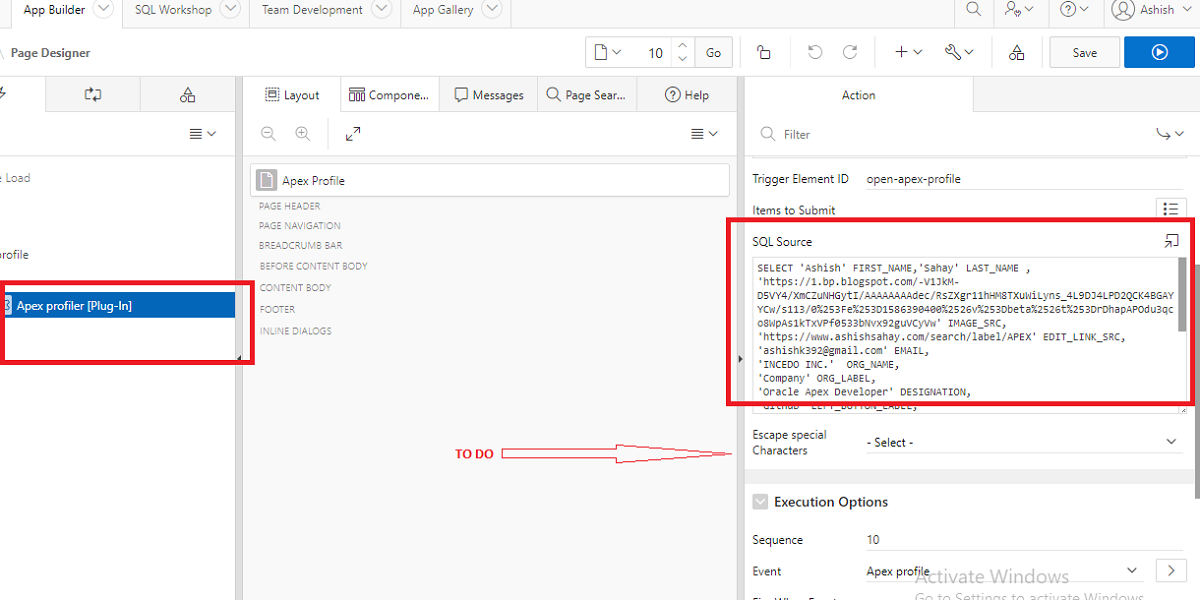 App Builder SQL Workshop Team Development App Gallery Ashish
\ Page Designer 10 Go Save
Layout Compone... Messages Page Sear... Help Action
Filter
e Load
Trigger Element ID open-apex-profile
Apex Profile
Items to Submit
PAGE HEADER
PAGE NAVIGATION
BREADCRUMB BAR
BEFORE CONTENT BODY
CONTENT BODY
FOOTER
INLINE DIALOGS
rofile
Apex profiler [Plug-In]
SQL Source
SELECT 'Ashish' FIRST_NAME,'Sahay' LAST_NAME ,
'https://1.bp.blogspot.com/-V1JkM-
D5VY4/XmCZuNHGytI/AAAAAAAAdec/RsZXgr11hHM8TXuWiLyns_4L9DJ4LPD2QCK4BGAY
YCw/s113/0%253Fe%253D1586390400%2526v%253Dbeta%2526t%253DrDhapAPOdu3qc
o8WpAs1kTxVPf0533bNvx92guVCyVw' IMAGE_SRC,
'https://www.ashishsahay.com/search/label/APEX' EDIT_LINK_SRC,
'ashishk392@gmail.com' EMAIL,
'INCEDO INC.' ORG_NAME,
'Company' ORG_LABEL,
'Oracle Apex Developer' DESIGNATION,
'GitHub' LEFT_BUTTON_LABEL,
TO DO
Escape special
Characters
- Select -
Execution Options
Sequence 10
Event Apex profile
Activate Windows
Go to Settings to activate Windows.